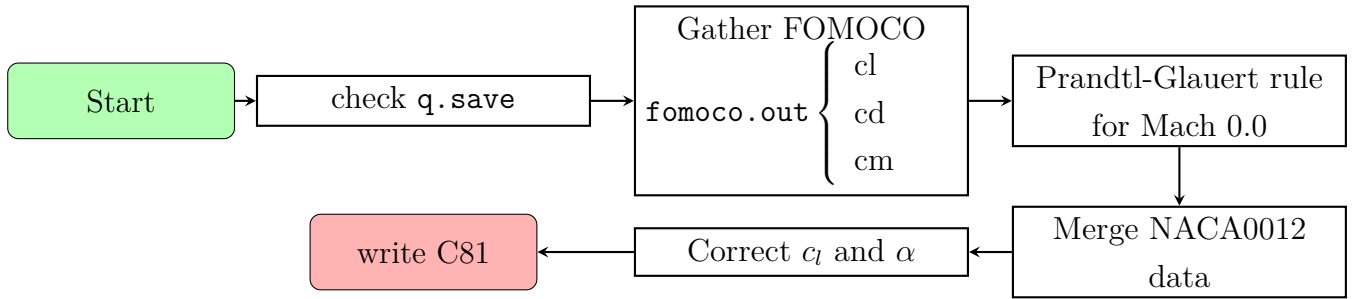 Start
check q.save
Gather FOMOCO
fomoco.out
cl
cd
cm
Prandtl-Glauert rule
for Mach 0.0
Merge NACA0012
data
Correct c_l and α
write C81